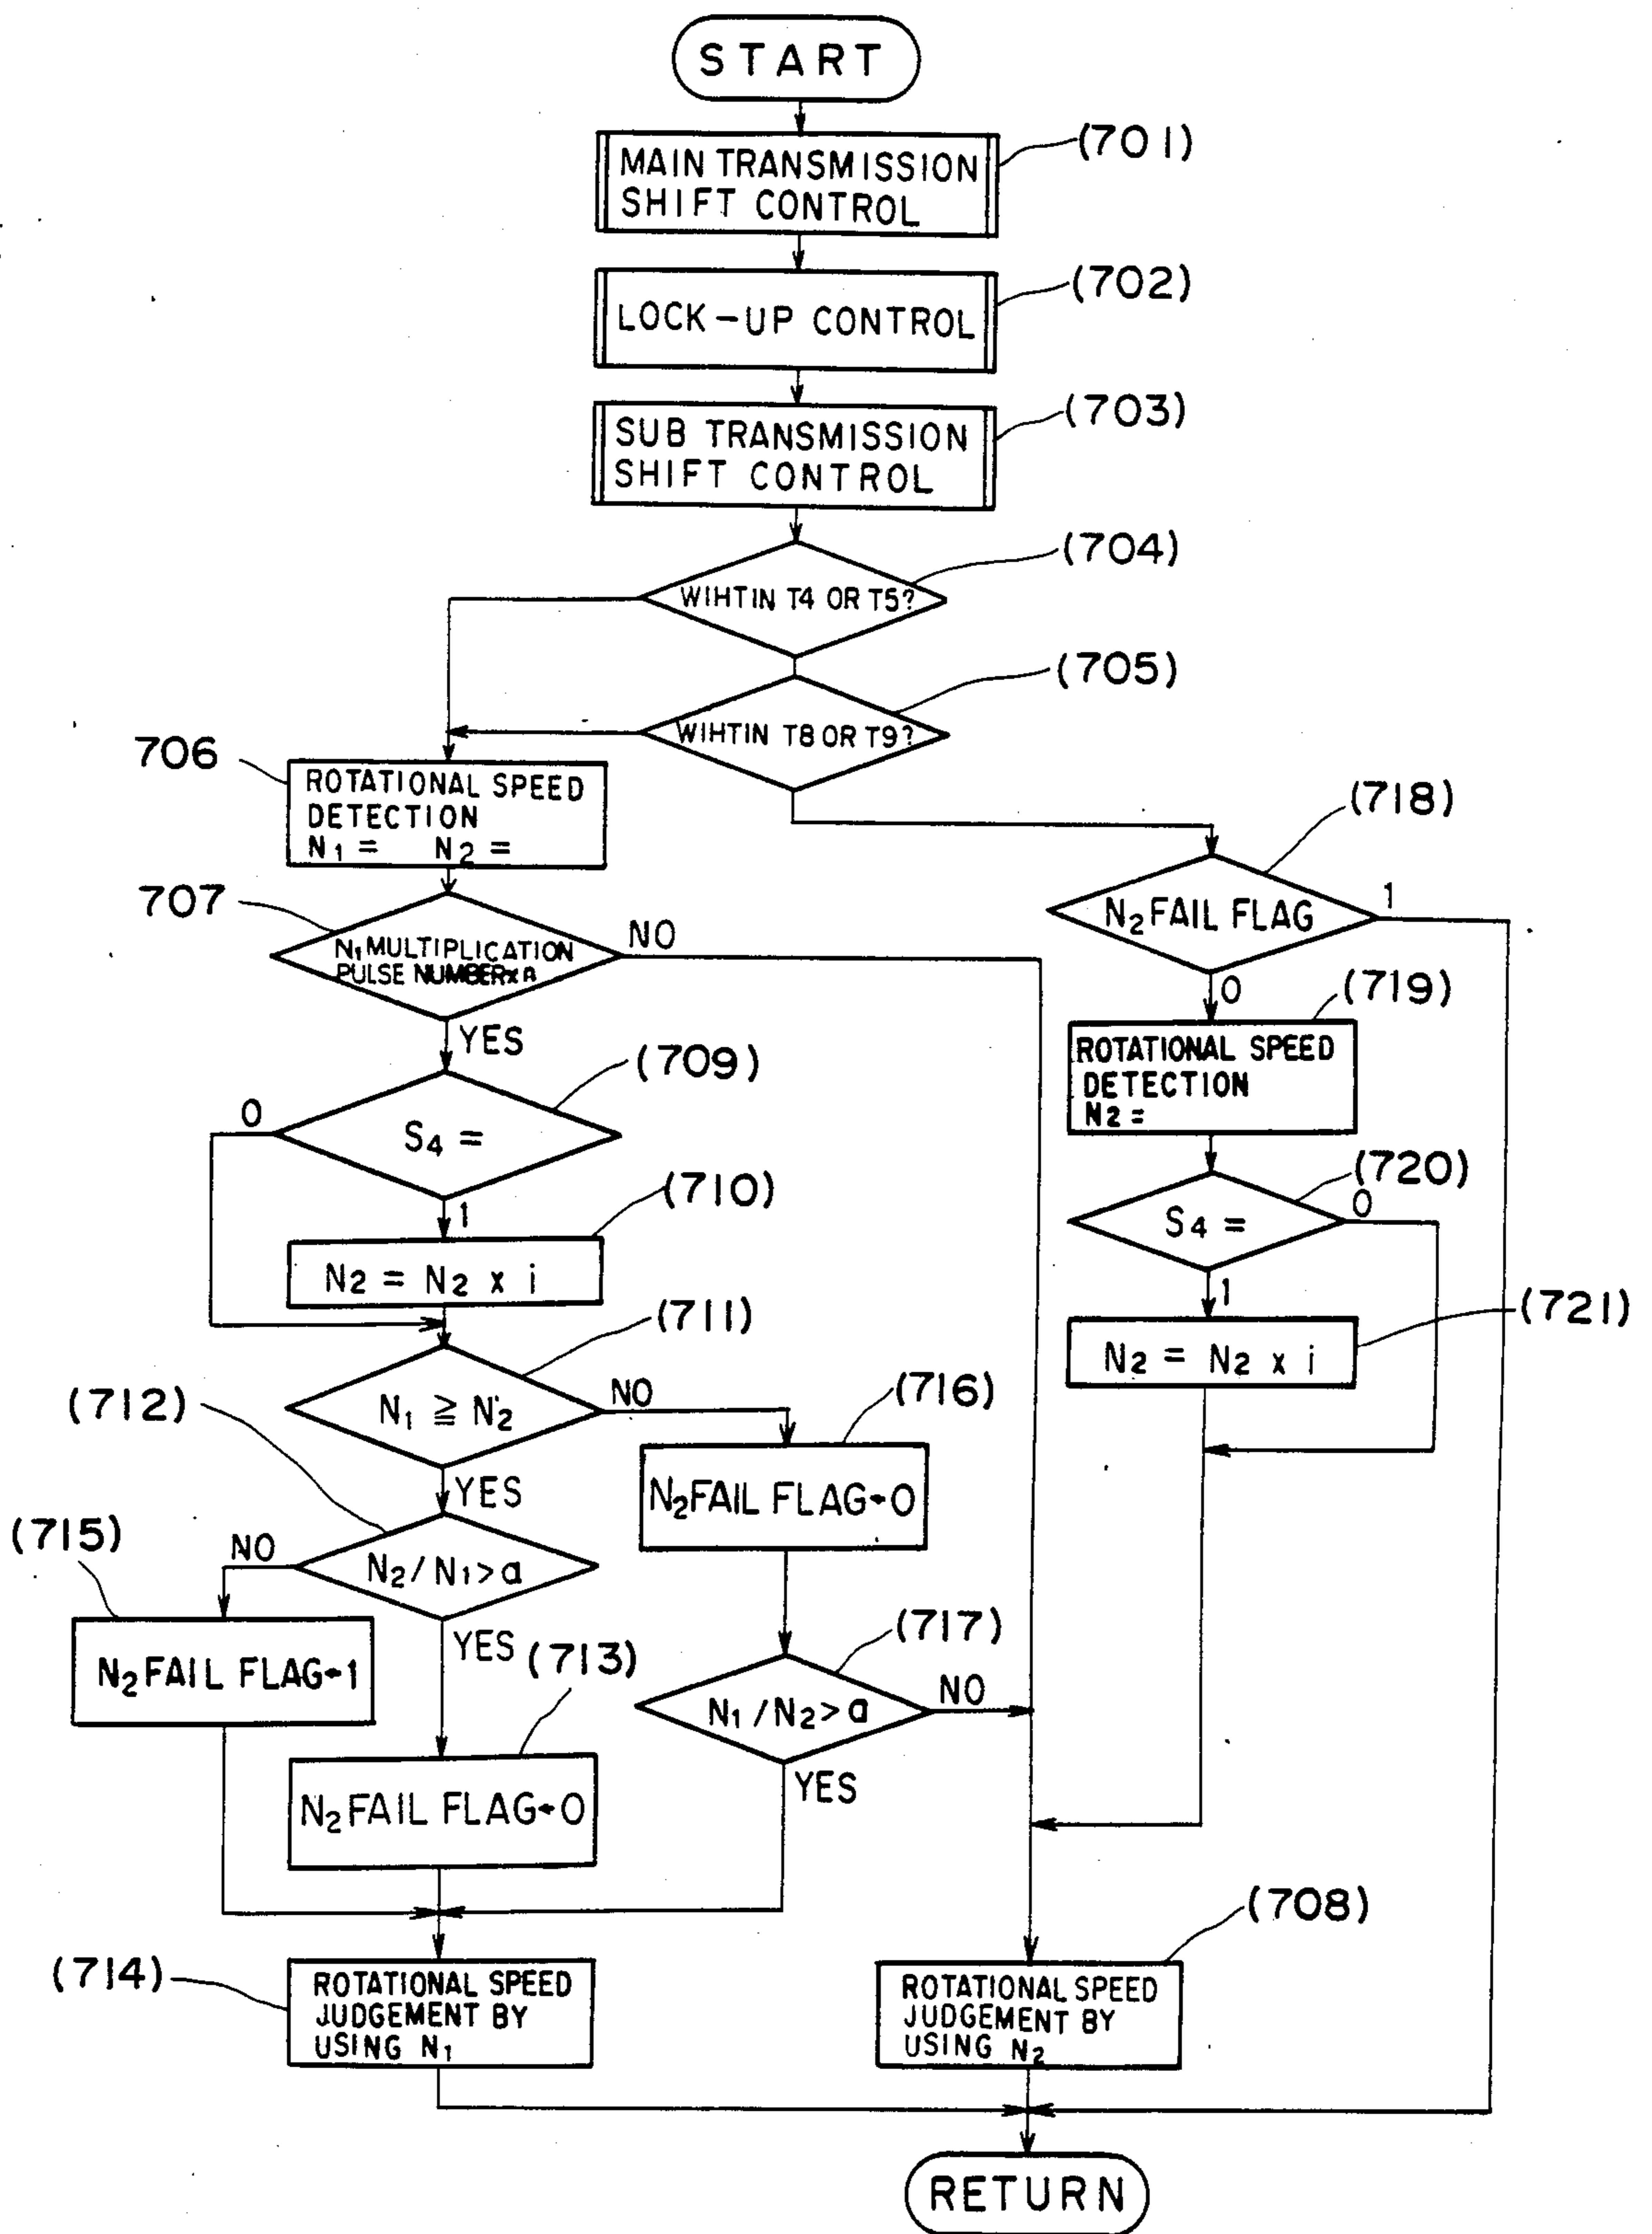 START
(701)
MAIN TRANSMISSION
SHIFT CONTROL
(702)
LOCK-UP CONTROL
(703)
SUB TRANSMISSION
SHIFT CONTROL
(704)
WIHTIN T4 OR T5?
(705)
WIHTIN T8 OR T9?
706
ROTATIONAL SPEED
DETECTION
N1 = N2 =
(718)
N2 FAIL FLAG
1
0
707
N1 MULTIPLICATION
PULSE NUMBER
NO
YES
(719)
ROTATIONAL SPEED
DETECTION
N2 =
(709)
0
S4 =
1
(720)
0
S4 =
1
(710)
N2 = N2 x i
(721)
N2 = N2 x i
(711)
N1 ≧ N2
NO
YES
(716)
N2 FAIL FLAG←0
(712)
N2/N1>a
NO
YES
(715)
N2 FAIL FLAG←1
(713)
N2 FAIL FLAG←0
(717)
N1/N2>a
NO
YES
(714)
ROTATIONAL SPEED
JUDGEMENT BY
USING N1
(708)
ROTATIONAL SPEED
JUDGEMENT BY
USING N2
RETURN